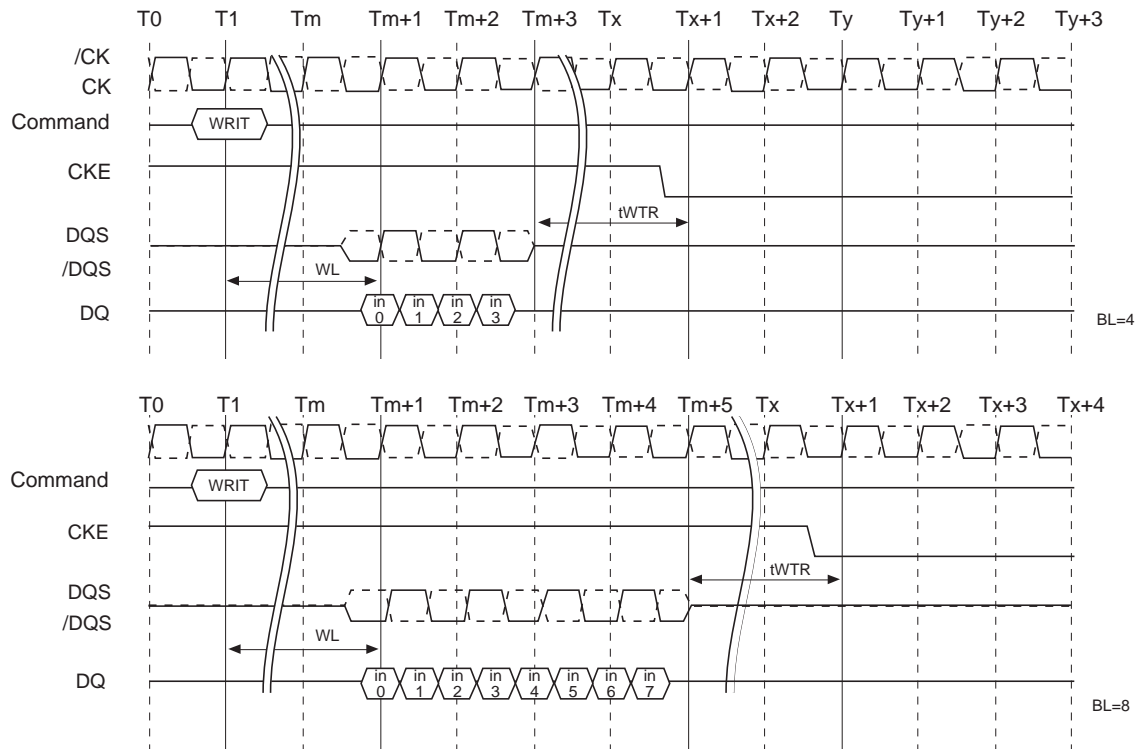 T0 T1 Tm Tm+1 Tm+2 Tm+3 Tx Tx+1 Tx+2 Ty Ty+1 Ty+2 Ty+3
/CK
CK
Command WRIT
CKE
tWTR
DQS
/DQS
WL
DQ in 0 in 1 in 2 in 3
BL=4
T0 T1 Tm Tm+1 Tm+2 Tm+3 Tm+4 Tm+5 Tx Tx+1 Tx+2 Tx+3 Tx+4
Command WRIT
CKE
tWTR
DQS
/DQS
WL
DQ in 0 in 1 in 2 in 3 in 4 in 5 in 6 in 7
BL=8